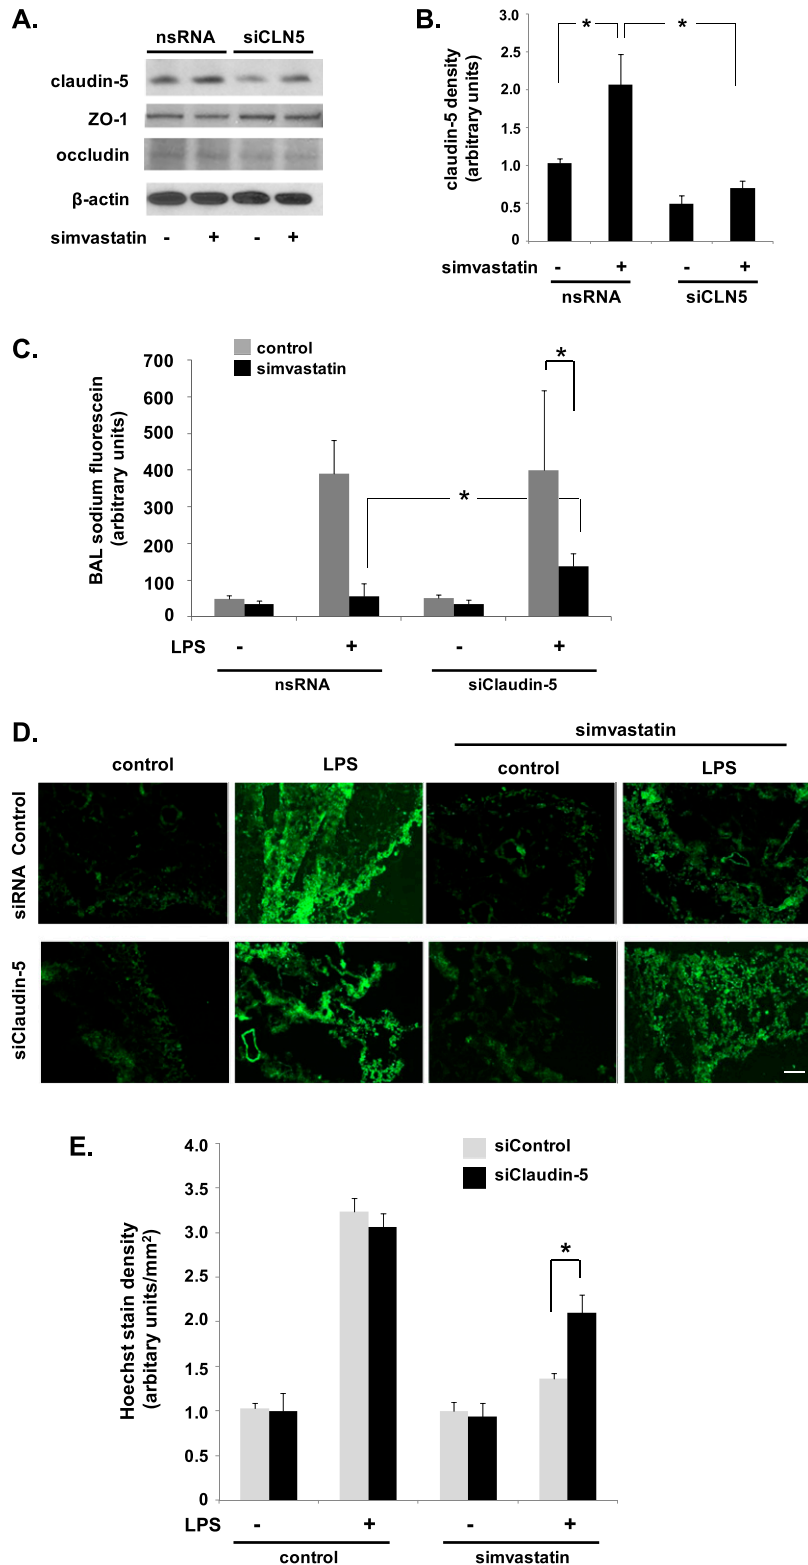 A.
nsRNA siCLN5
claudin-5
ZO-1
occludin
β-actin
simvastatin - + - +
B.
claudin-5 density
(arbitrary units)
3.0
2.5
2.0
1.5
1.0
0.5
0
* *
simvastatin - + - +
nsRNA siCLN5
C.
control
simvastatin
BAL sodium fluorescein
(arbitrary units)
700
600
500
400
300
200
100
0
*
*
LPS - + - +
nsRNA siClaudin-5
D.
simvastatin
control LPS control LPS
siRNA Control
siClaudin-5
E.
siControl
siClaudin-5
Hoechst stain density
(arbitary units/mm²)
4.0
3.5
3.0
2.5
2.0
1.5
1.0
0.5
0
*
LPS - + - +
control simvastatin